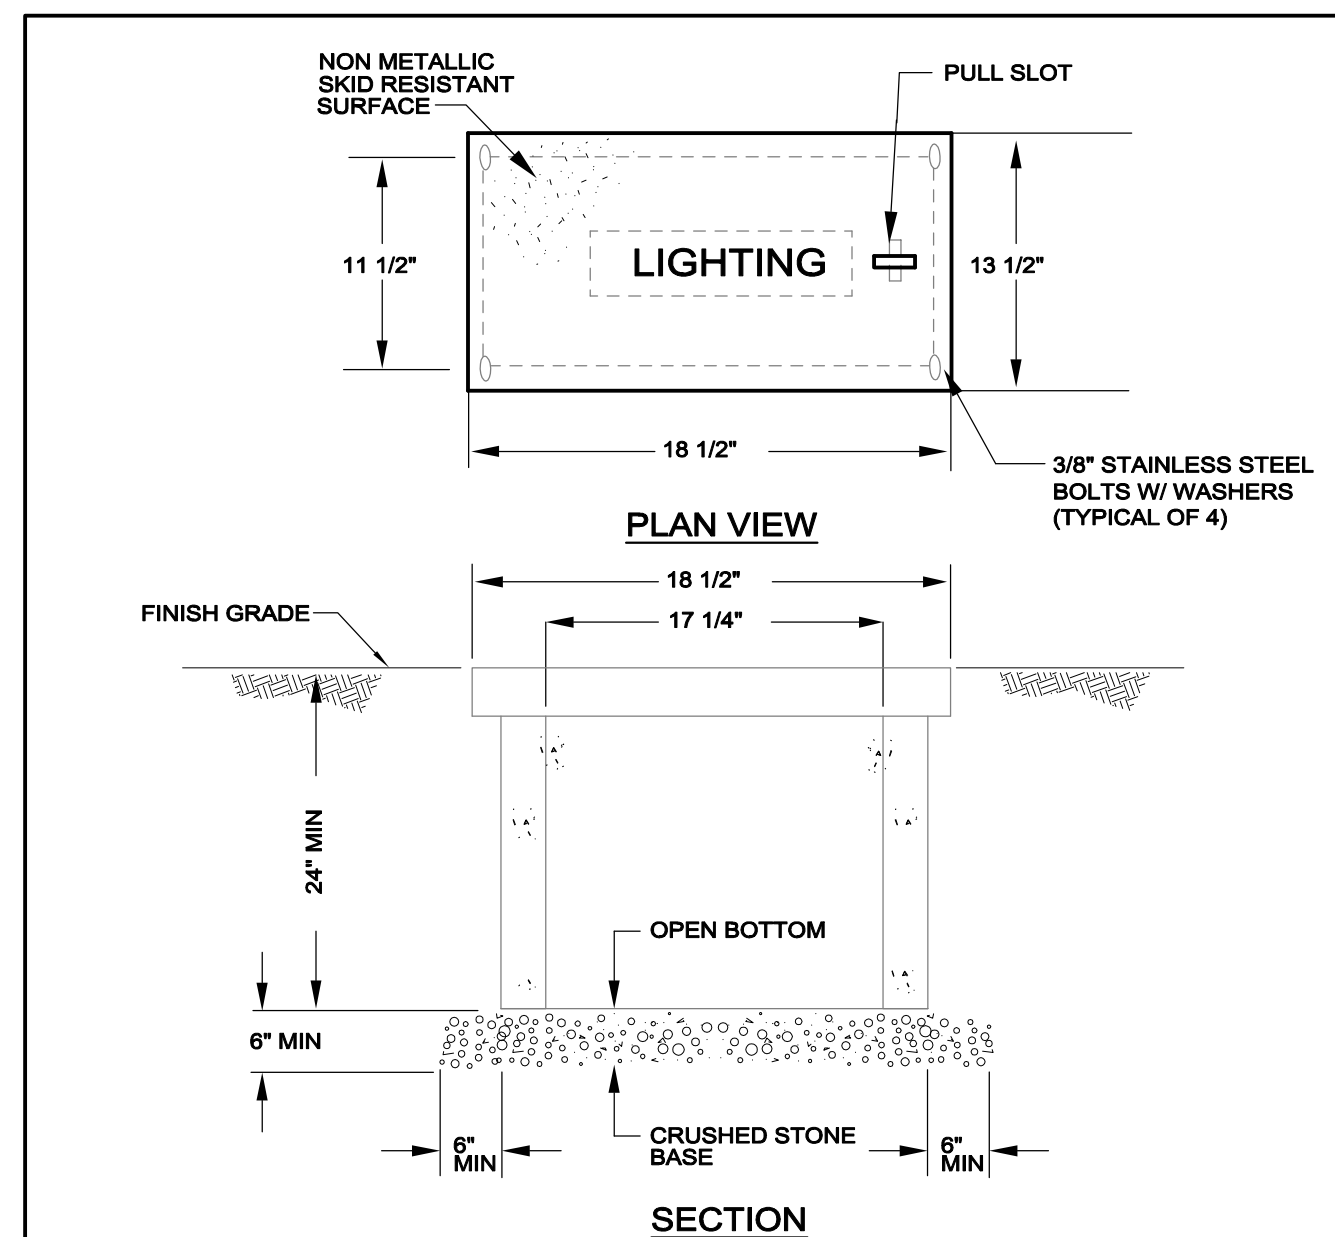 NON METALLIC
SKID RESISTANT
SURFACE
PULL SLOT
11 1/2"
LIGHTING
13 1/2"
18 1/2"
3/8" STAINLESS STEEL
BOLTS W/ WASHERS
(TYPICAL OF 4)
PLAN VIEW
18 1/2"
FINISH GRADE
17 1/4"
24" MIN
OPEN BOTTOM
6" MIN
CRUSHED STONE
BASE
6"
MIN
6"
MIN
SECTION